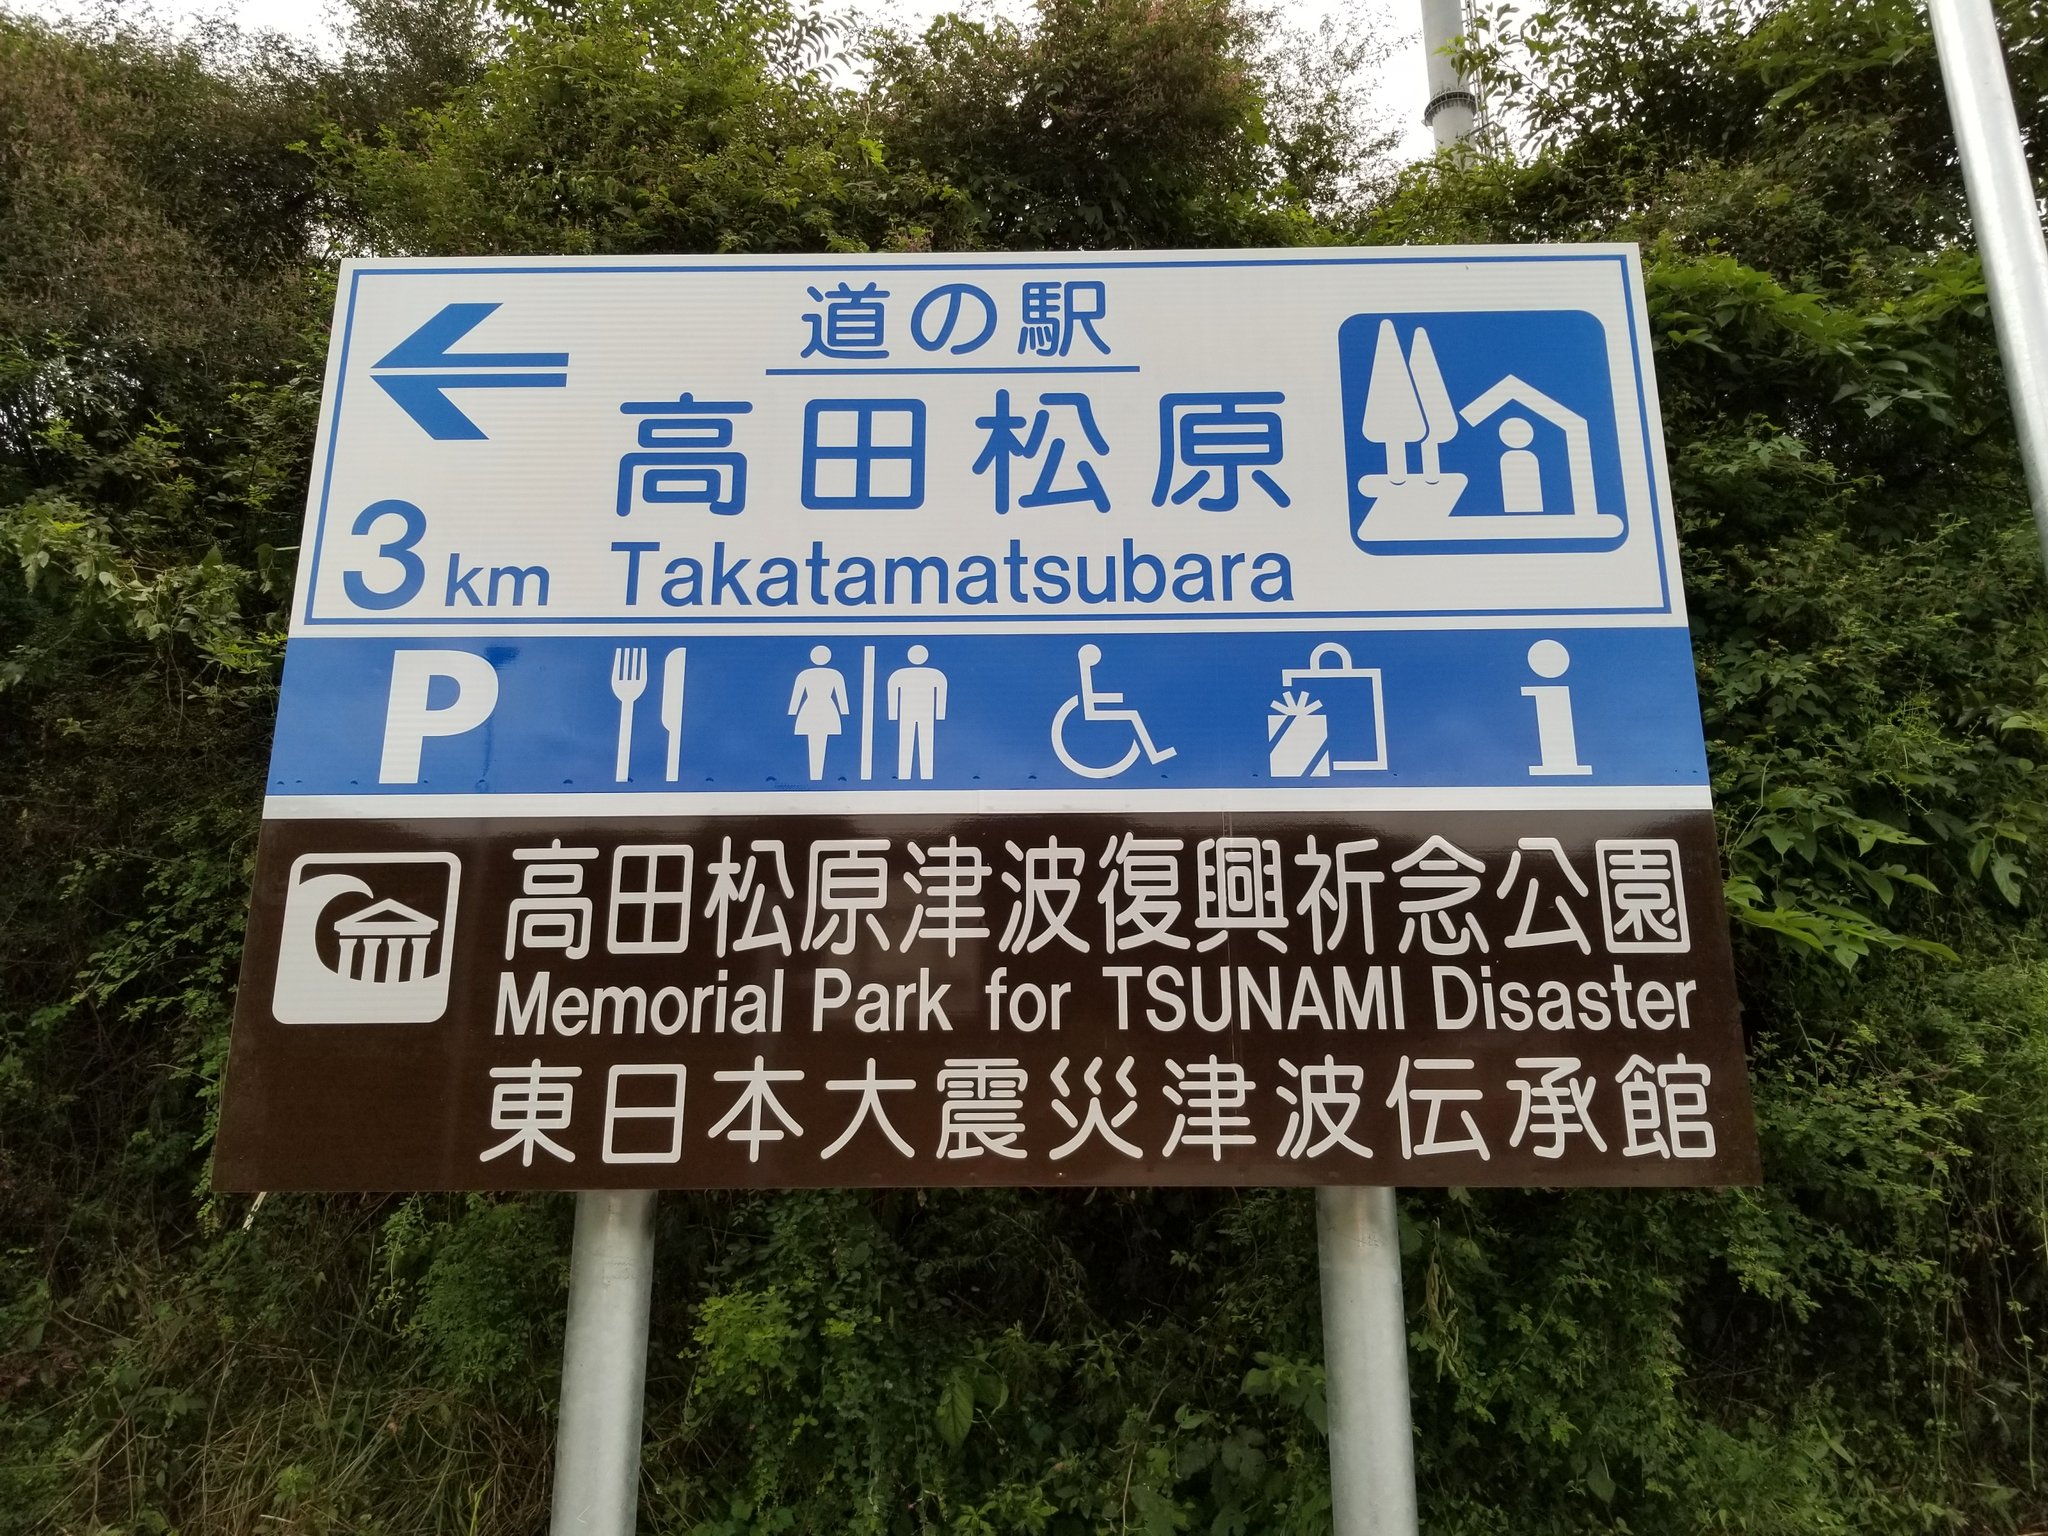 道の駅
高田松原
3km Takatamatsubara
P
高田松原津波復興祈念公園
Memorial Park for TSUNAMI Disaster
東日本大震災津波伝承館